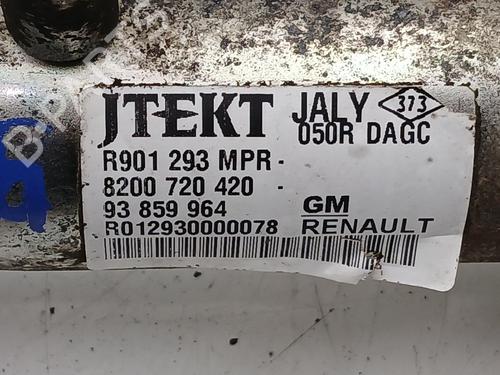 JTEKT JALY 373
050R DAGC
R901 293 MPR -
8200 720 420 -
93 859 964 GM
R012930000078 RENAULT